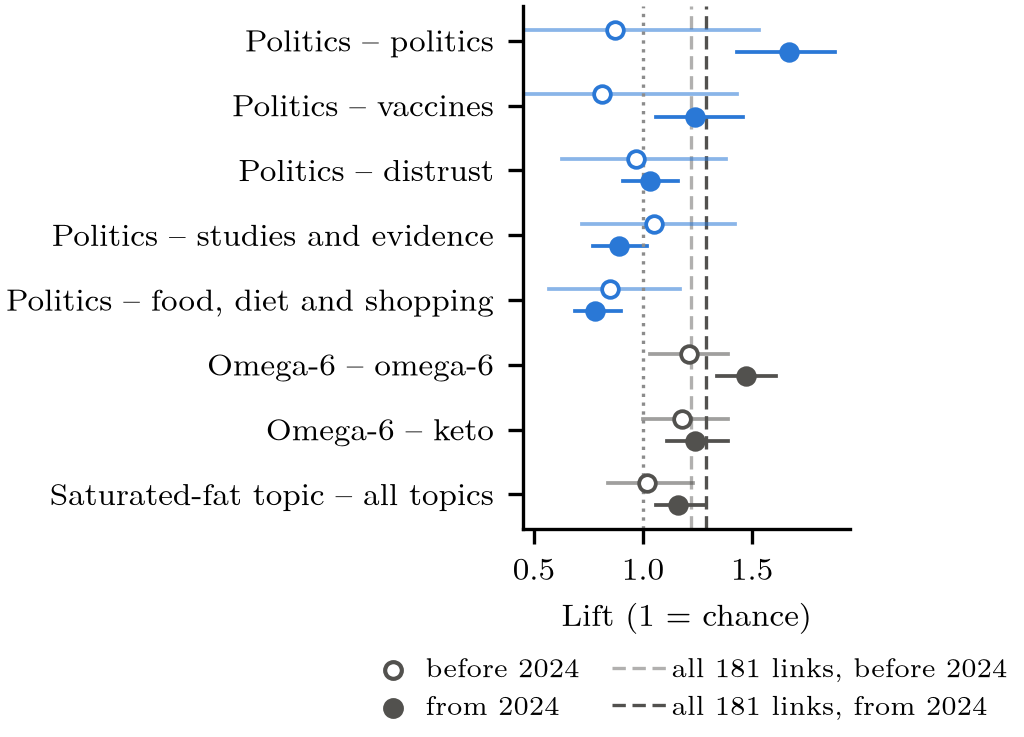 Politics – politics
Politics – vaccines
Politics – distrust
Politics – studies and evidence
Politics – food, diet and shopping
Omega-6 – omega-6
Omega-6 – keto
Saturated-fat topic – all topics
0.5 1.0 1.5
Lift (1 = chance)
before 2024
from 2024
all 181 links, before 2024
all 181 links, from 2024